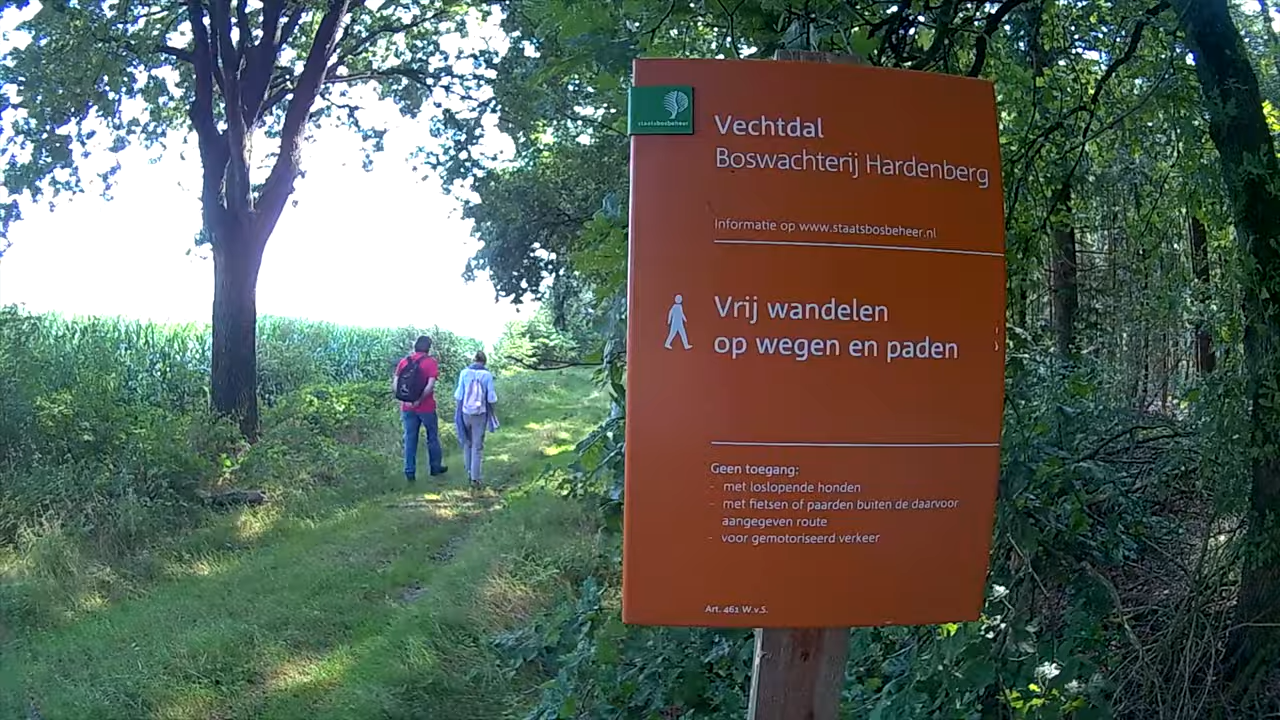 staatsbosbeheer
Vechtdal
Boswachterij Hardenberg
Informatie op www.staatsbosbeheer.nl
Vrij wandelen
op wegen en paden
Geen toegang:
- met loslopende honden
- met fietsen of paarden buiten de daarvoor
aangegeven route
- voor gemotoriseerd verkeer
Art. 461 W.v.S.